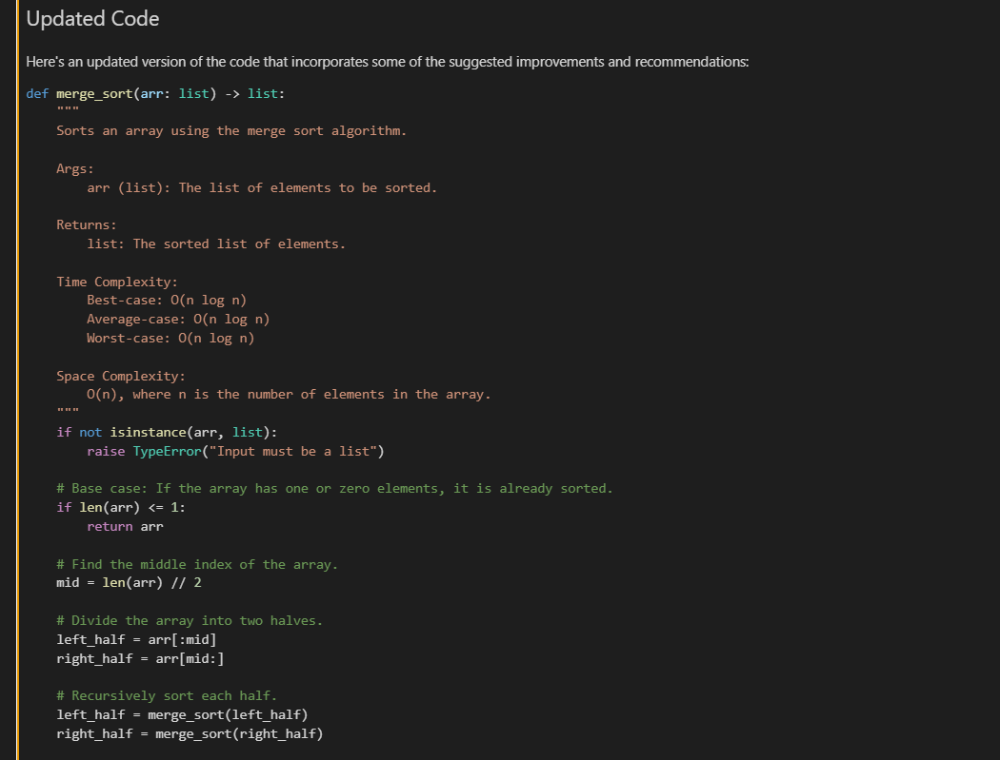 Updated Code
Here's an updated version of the code that incorporates some of the suggested improvements and recommendations:
def merge_sort(arr: list) -> list:
    """
    Sorts an array using the merge sort algorithm.

    Args:
        arr (list): The list of elements to be sorted.

    Returns:
        list: The sorted list of elements.

    Time Complexity:
        Best-case: O(n log n)
        Average-case: O(n log n)
        Worst-case: O(n log n)

    Space Complexity:
        O(n), where n is the number of elements in the array.
    """
    if not isinstance(arr, list):
        raise TypeError("Input must be a list")

    # Base case: If the array has one or zero elements, it is already sorted.
    if len(arr) <= 1:
        return arr

    # Find the middle index of the array.
    mid = len(arr) // 2

    # Divide the array into two halves.
    left_half = arr[:mid]
    right_half = arr[mid:]

    # Recursively sort each half.
    left_half = merge_sort(left_half)
    right_half = merge_sort(right_half)